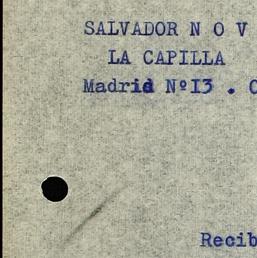 SALVADOR N O V
LA CAPILLA
Madrid Nº13 .
Recib